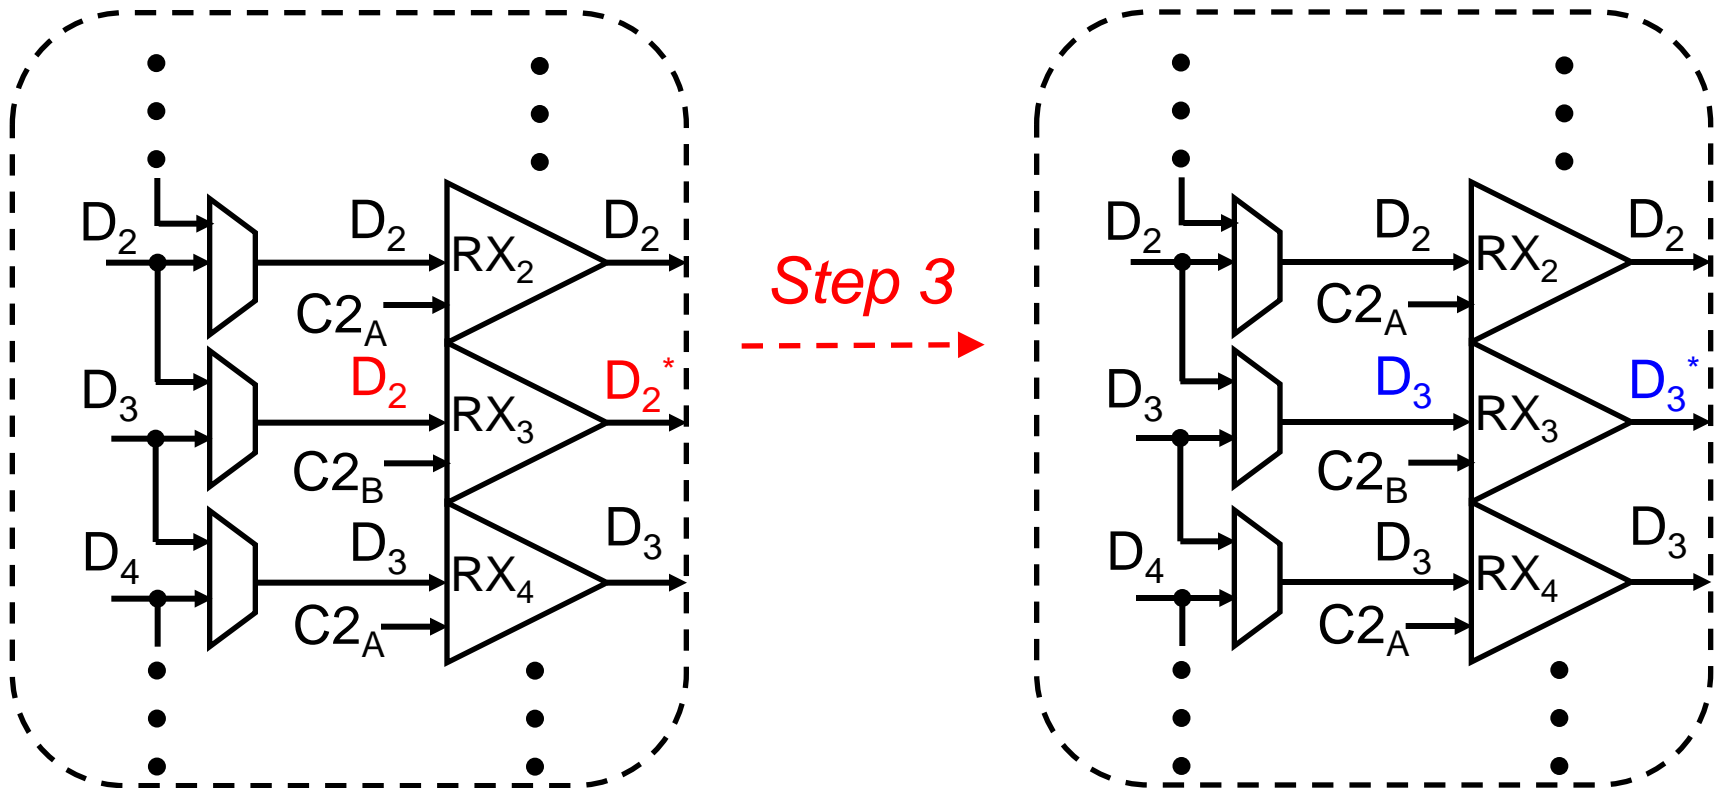 D2 D2 RX2 D2
C2A
D3 D2 RX3 D2*
C2B
D4 D3 RX4 D3
C2A
Step 3
D2 D2 RX2 D2
C2A
D3 D3 RX3 D3*
C2B
D4 D3 RX4 D3
C2A